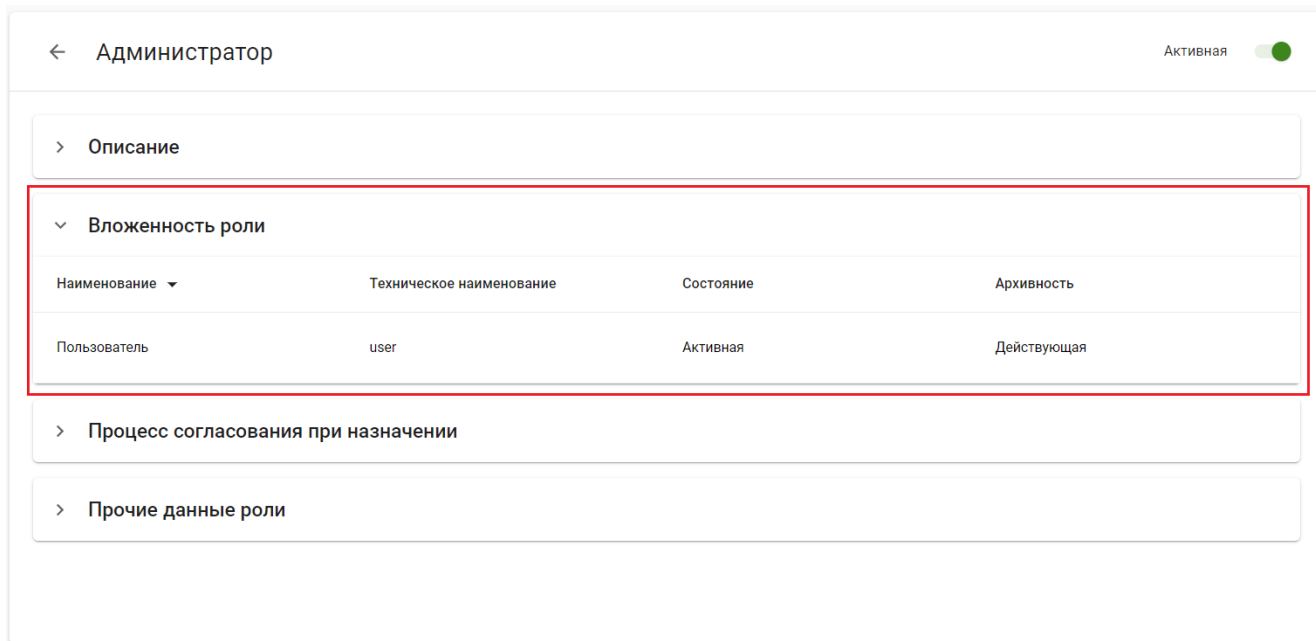 Администратор Активная
Описание
Вложенность роли
Наименование Техническое наименование Состояние Архивность
Пользователь user Активная Действующая
Процесс согласования при назначении
Прочие данные роли